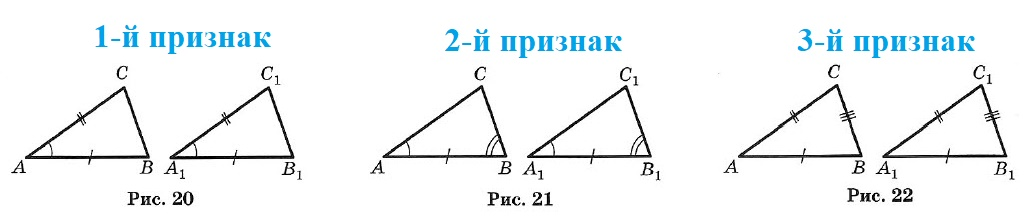 1-й признак 2-й признак 3-й признак
C C₁ C C₁ C C₁
A B A₁ B₁ A B A₁ B₁ A B A₁ B₁
Рис. 20 Рис. 21 Рис. 22